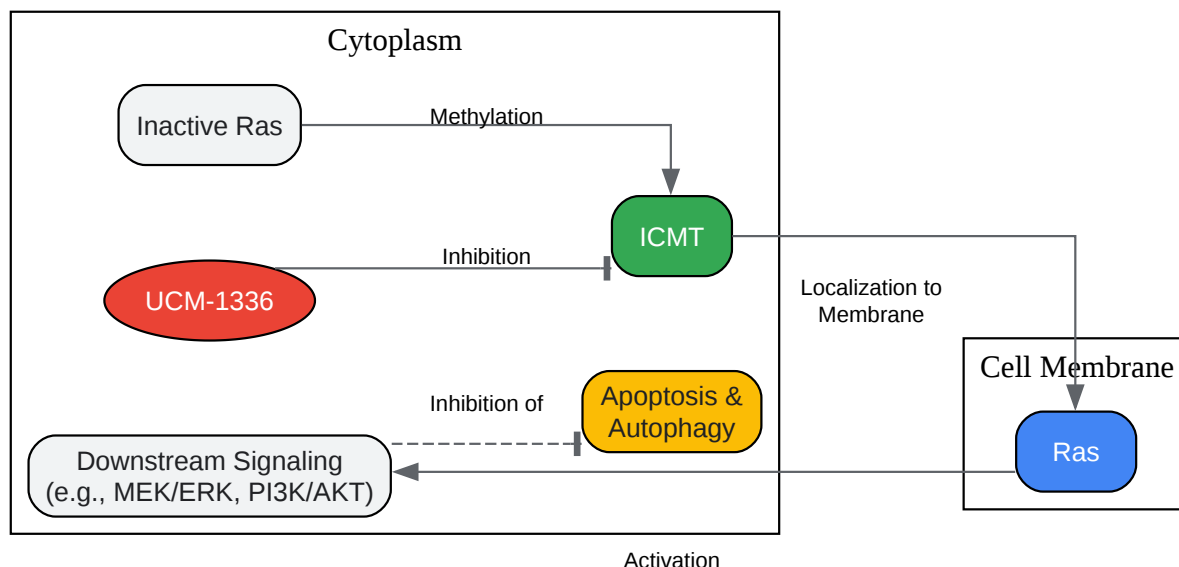 Cytoplasm
Inactive Ras
Methylation
ICMT
Inhibition
UCM-1336
Localization to
Membrane
Cell Membrane
Apoptosis &
Autophagy
Inhibition of
Ras
Downstream Signaling
(e.g., MEK/ERK, PI3K/AKT)
Activation